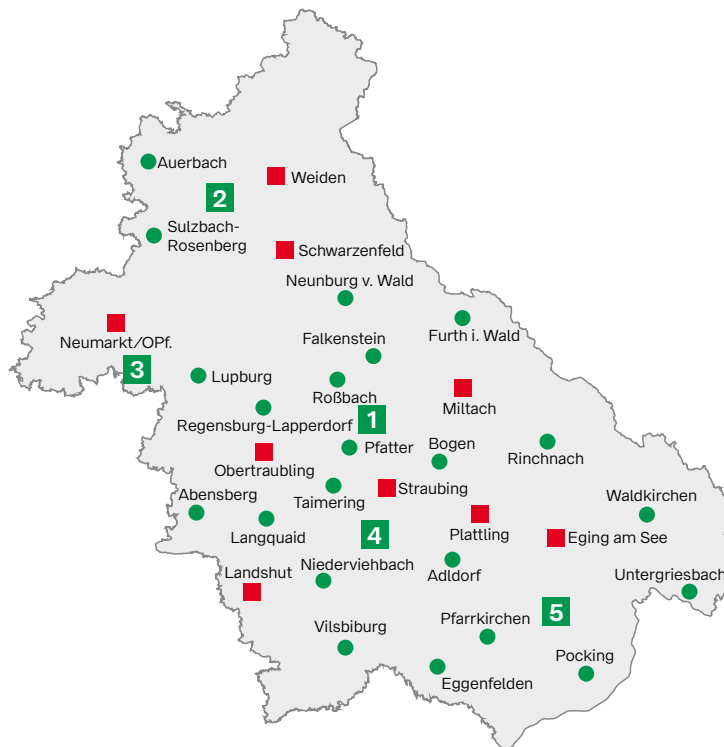 Auerbach
Weiden
2
Sulzbach-
Rosenberg
Schwarzenfeld
Neunburg v. Wald
Neumarkt/OPf.
Furth i. Wald
Falkenstein
3
Lupburg
Roßbach
Miltach
Regensburg-Lapperdorf
1
Pfatter
Bogen
Rinchnach
Obertraubling
Straubing
Abensberg
Taimering
Waldkirchen
Langquaid
4
Plattling
Eging am See
Landshut
Niederviehbach
Adldorf
Untergriesbach
5
Pfarrkirchen
Vilsbiburg
Pocking
Eggenfelden